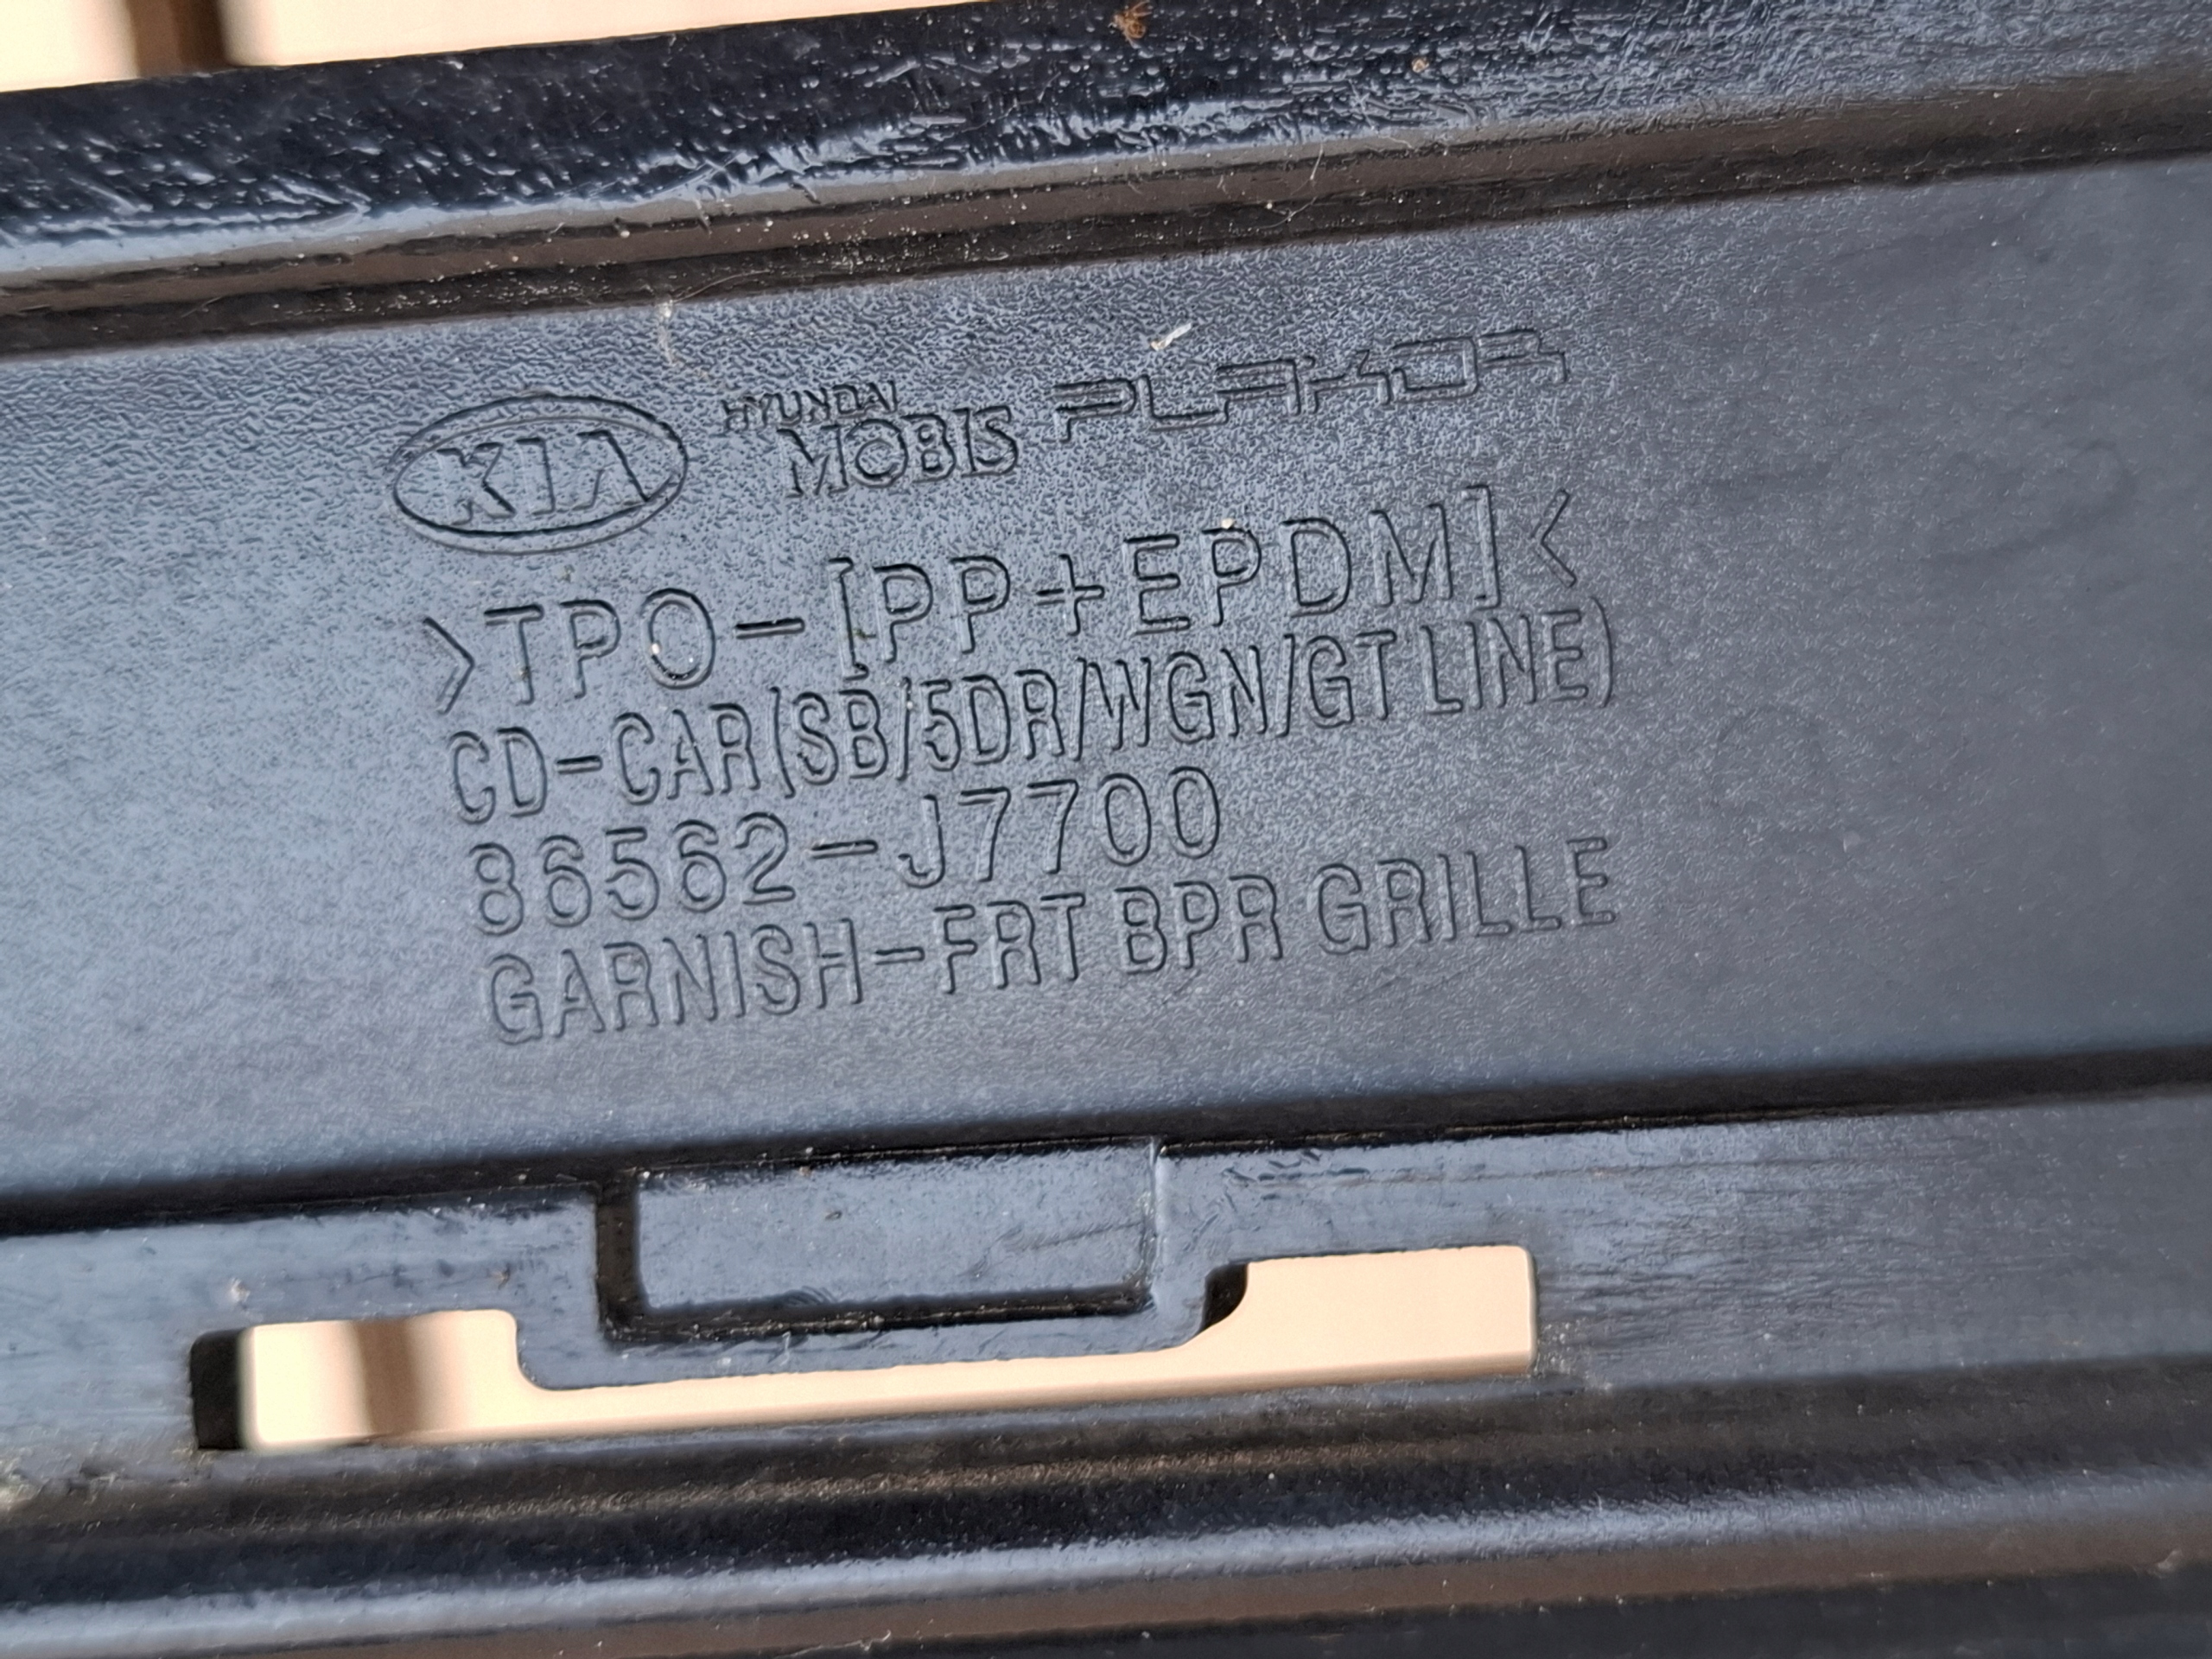 KIA HYUNDAI MOBIS PLAKOR
>TPO-[PP+EPDM]<
CD-CAR(SB/5DR/WGN/GT LINE)
86562-J7700
GARNISH-FRT BPR GRILLE